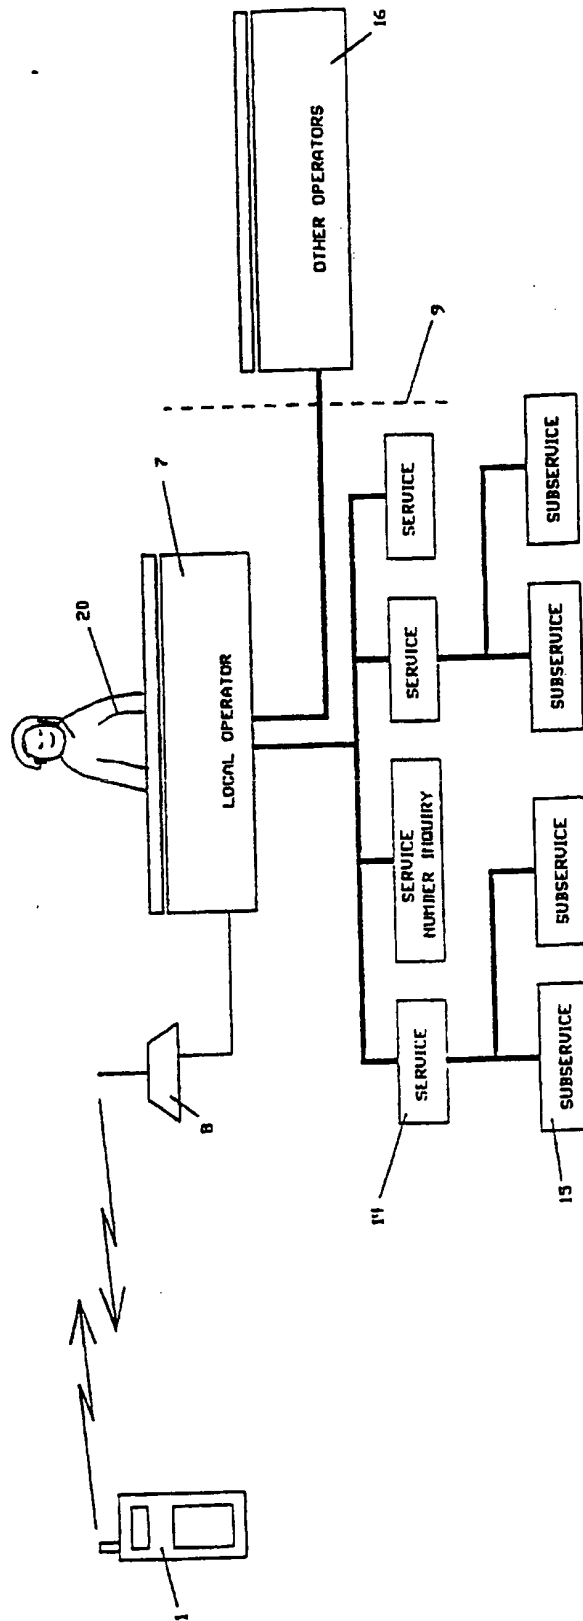 20
7
1
8
LOCAL OPERATOR
OTHER OPERATORS
16
14
SERVICE
SERVICE
NUMBER INQUIRY
SERVICE
SERVICE
9
15
SUBSERVICE
SUBSERVICE
SUBSERVICE
SUBSERVICE